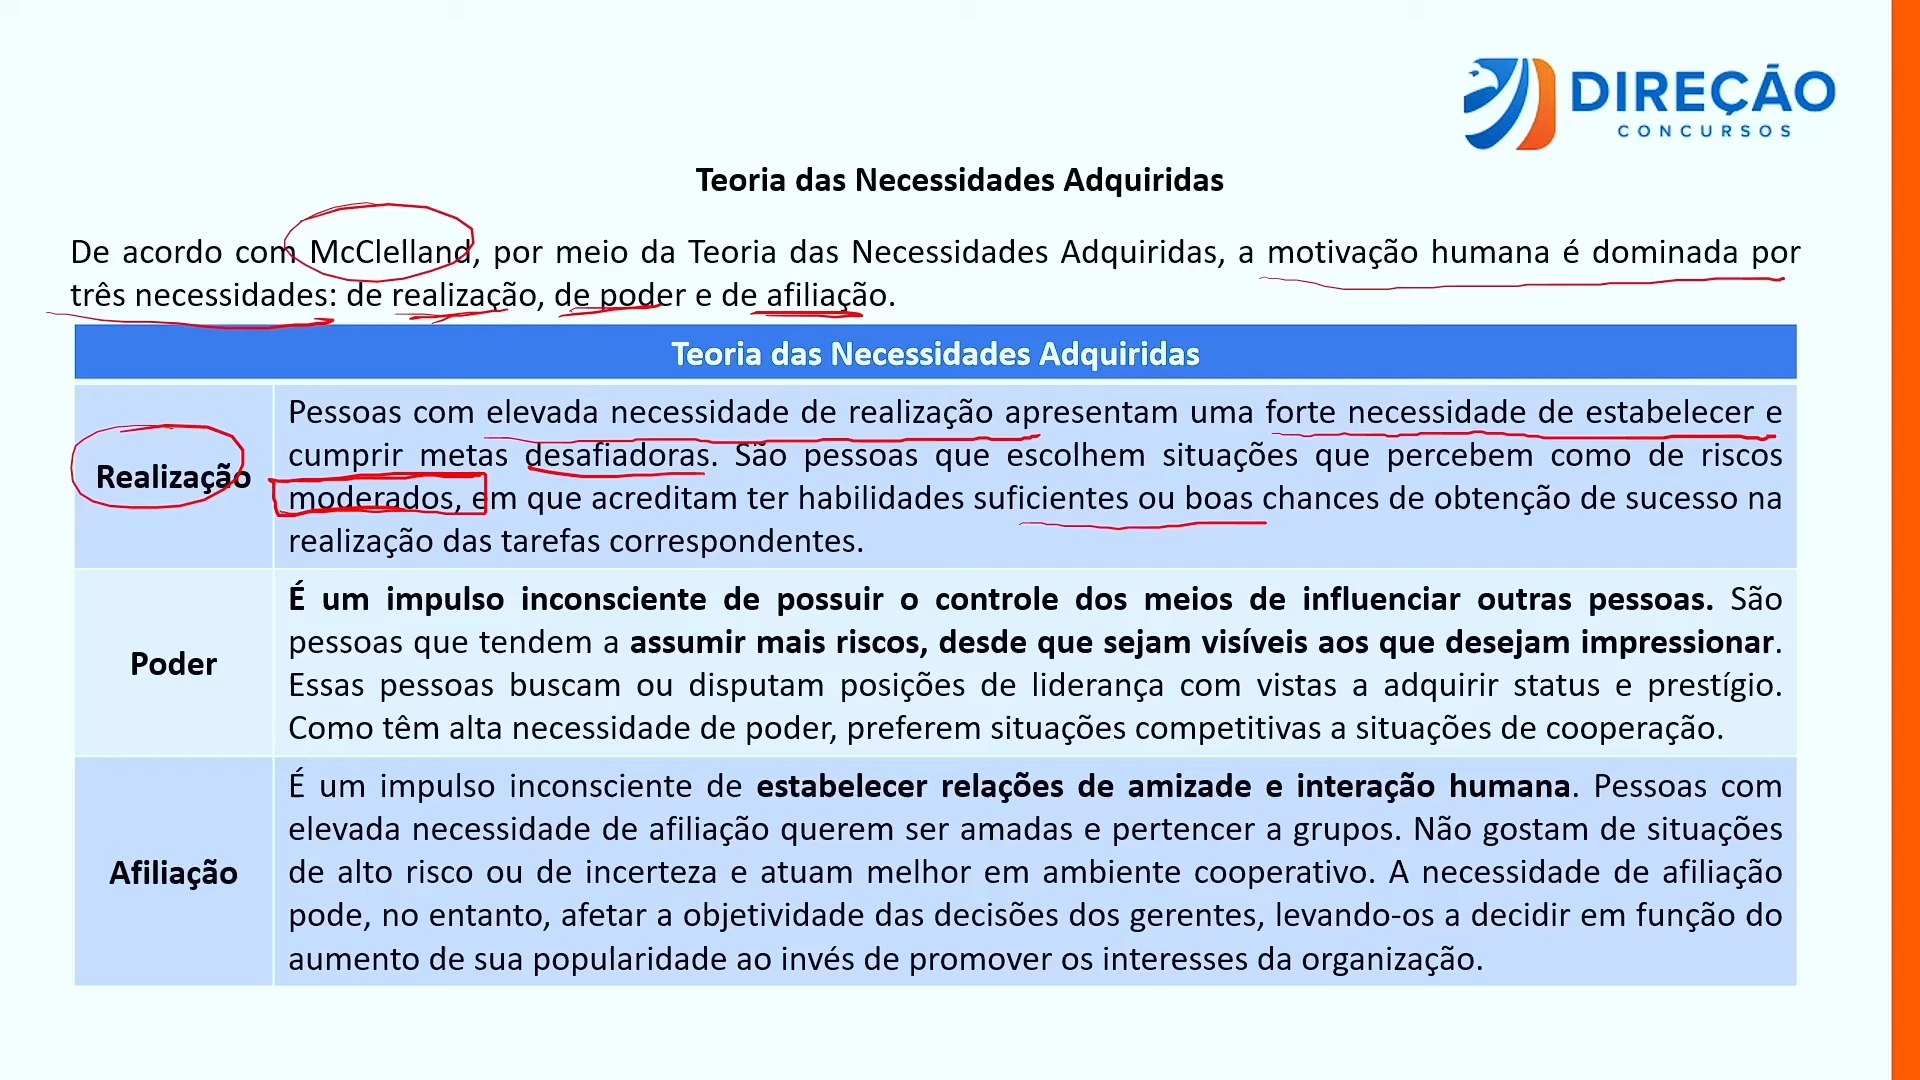 DIREÇÃO
CONCURSOS
Teoria das Necessidades Adquiridas
De acordo com McClelland, por meio da Teoria das Necessidades Adquiridas, a motivação humana é dominada por
três necessidades: de realização, de poder e de afiliação.
Teoria das Necessidades Adquiridas
Realização
Pessoas com elevada necessidade de realização apresentam uma forte necessidade de estabelecer e
cumprir metas desafiadoras. São pessoas que escolhem situações que percebem como de riscos
moderados, em que acreditam ter habilidades suficientes ou boas chances de obtenção de sucesso na
realização das tarefas correspondentes.
Poder
É um impulso inconsciente de possuir o controle dos meios de influenciar outras pessoas. São
pessoas que tendem a assumir mais riscos, desde que sejam visíveis aos que desejam impressionar.
Essas pessoas buscam ou disputam posições de liderança com vistas a adquirir status e prestígio.
Como têm alta necessidade de poder, preferem situações competitivas a situações de cooperação.
Afiliação
É um impulso inconsciente de estabelecer relações de amizade e interação humana. Pessoas com
elevada necessidade de afiliação querem ser amadas e pertencer a grupos. Não gostam de situações
de alto risco ou de incerteza e atuam melhor em ambiente cooperativo. A necessidade de afiliação
pode, no entanto, afetar a objetividade das decisões dos gerentes, levando-os a decidir em função do
aumento de sua popularidade ao invés de promover os interesses da organização.